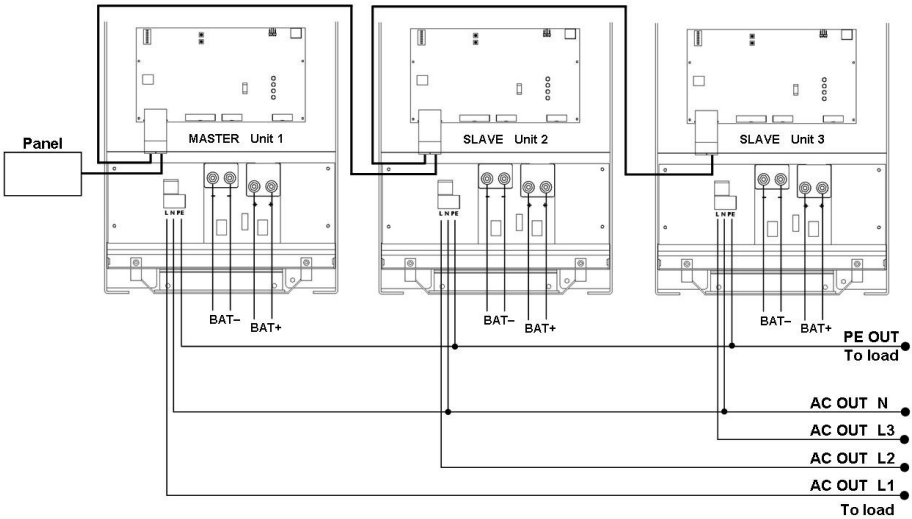 Panel
MASTER Unit 1
SLAVE Unit 2
SLAVE Unit 3
L N PE
L N PE
L N PE
– – + +
– – + +
– – + +
BAT– BAT+
BAT– BAT+
BAT– BAT+
PE OUT
To load
AC OUT N
AC OUT L3
AC OUT L2
AC OUT L1
To load